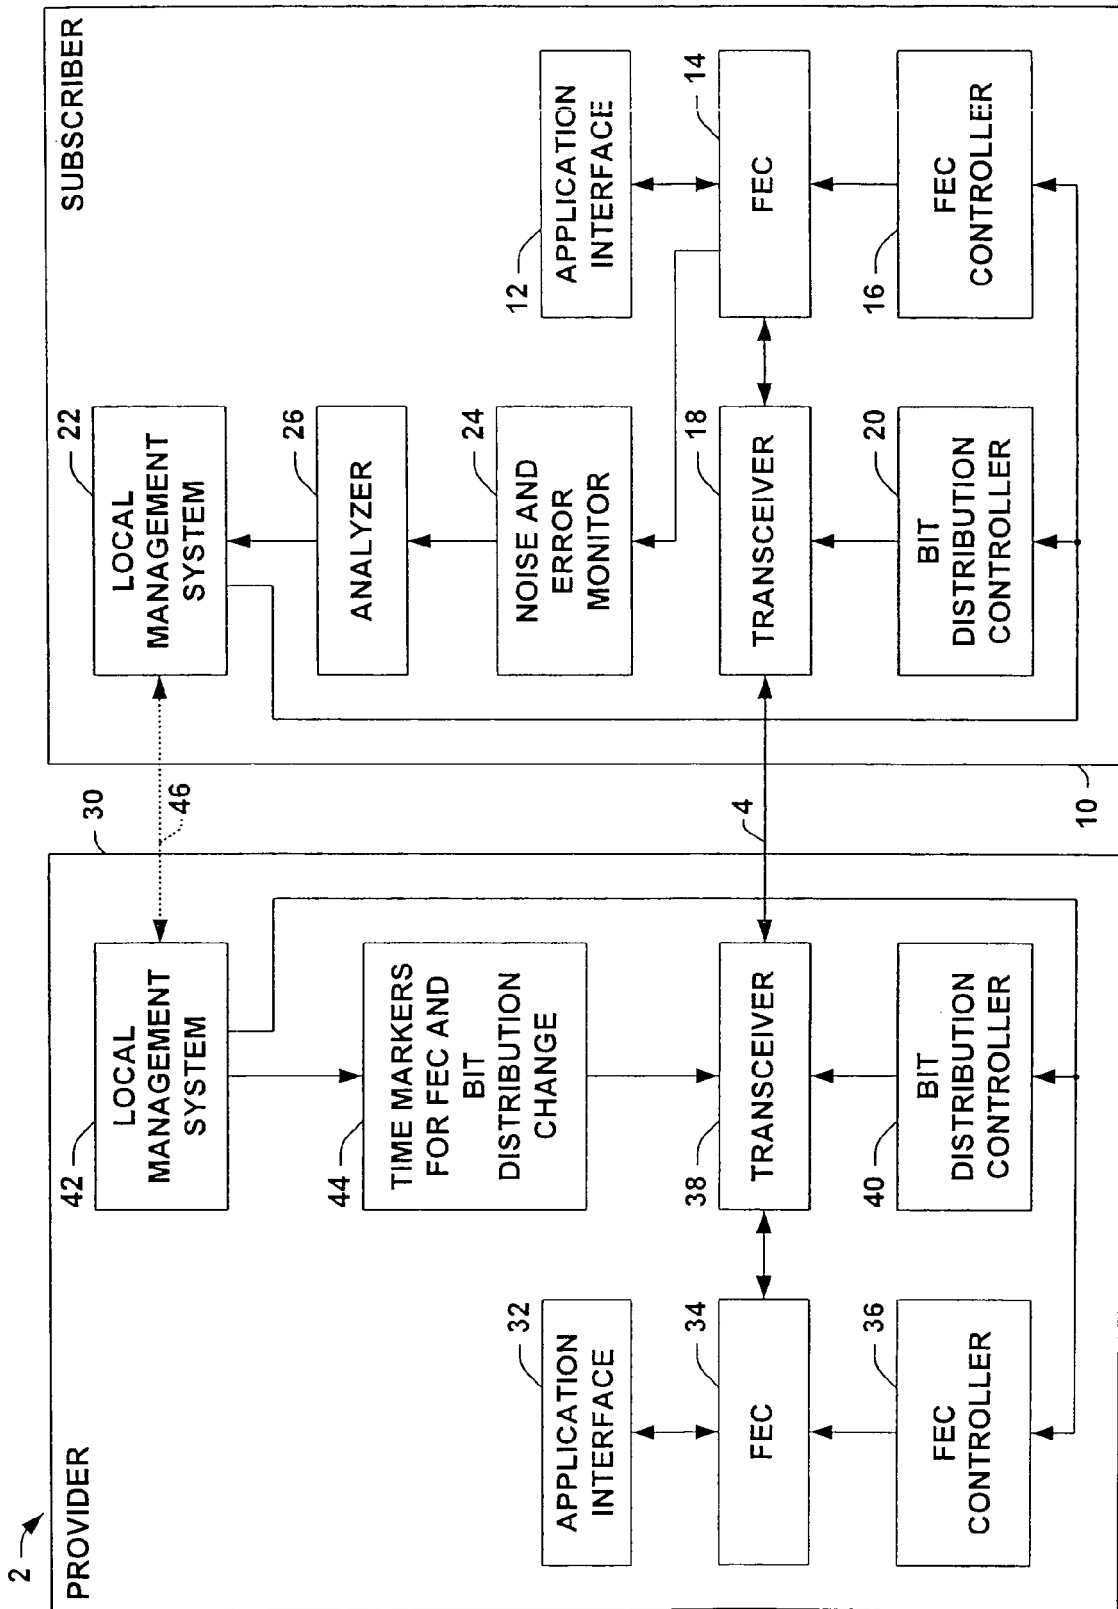 2
PROVIDER
30
42
LOCAL
MANAGEMENT
SYSTEM
44
TIME MARKERS
FOR FEC AND
BIT
DISTRIBUTION
CHANGE
32
APPLICATION
INTERFACE
34
FEC
38
TRANSCEIVER
36
FEC
CONTROLLER
40
BIT
DISTRIBUTION
CONTROLLER
46
4
SUBSCRIBER
10
22
LOCAL
MANAGEMENT
SYSTEM
26
ANALYZER
24
NOISE AND
ERROR
MONITOR
12
APPLICATION
INTERFACE
18
TRANSCEIVER
14
FEC
20
BIT
DISTRIBUTION
CONTROLLER
16
FEC
CONTROLLER